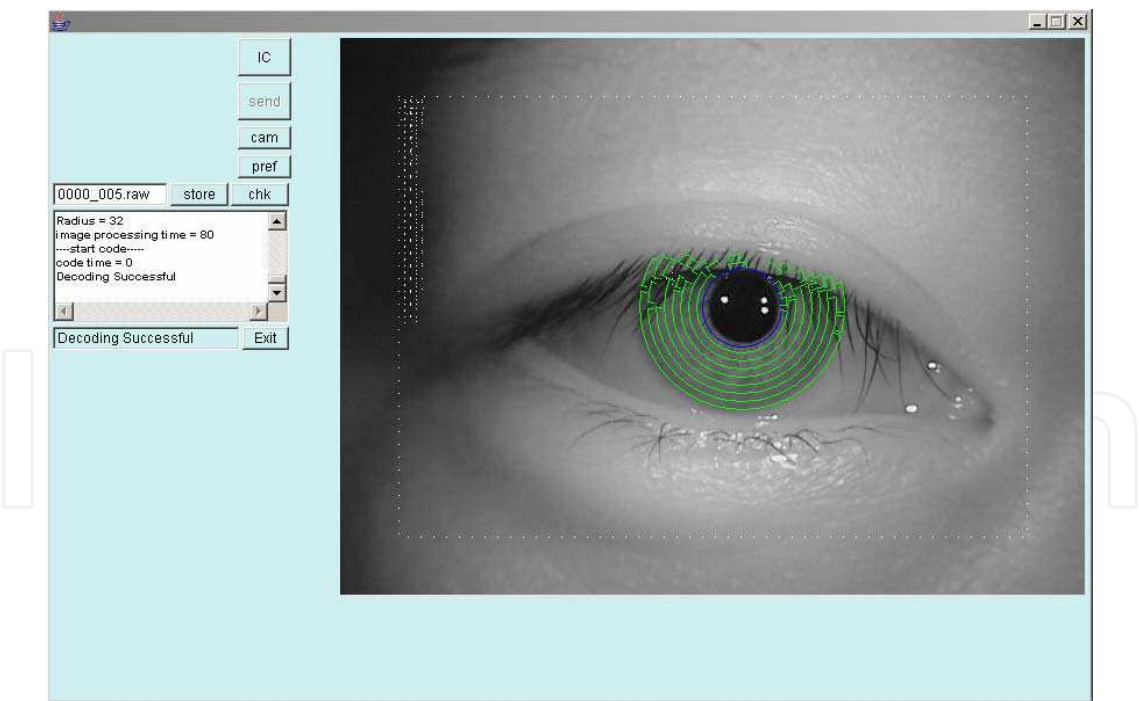 IC
send
cam
pref
0000_005.raw store chk
Radius = 32
image processing time = 80
----start code-----
code time = 0
Decoding Successful
Decoding Successful Exit